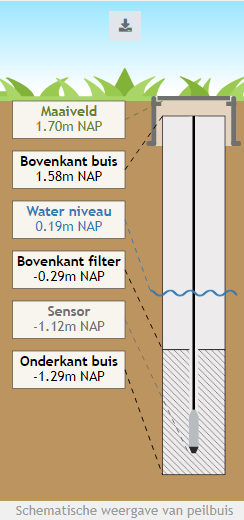 Maaiveld
1.70m NAP
Bovenkant buis
1.58m NAP
Water niveau
0.19m NAP
Bovenkant filter
-0.29m NAP
Sensor
-1.12m NAP
Onderkant buis
-1.29m NAP
Schematische weergave van peilbuis